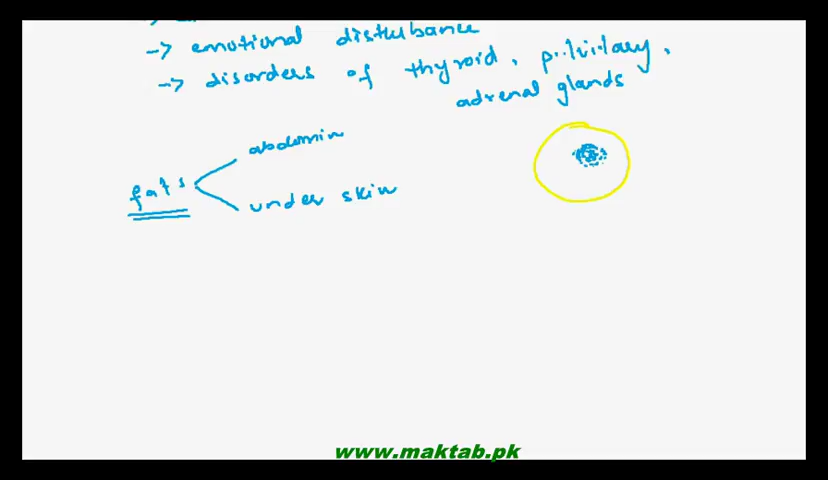 -> emotional disturbance
-> disorders of thyroid, pituitary,
adrenal glands
fats
abdomin
under skin
www.maktab.pk